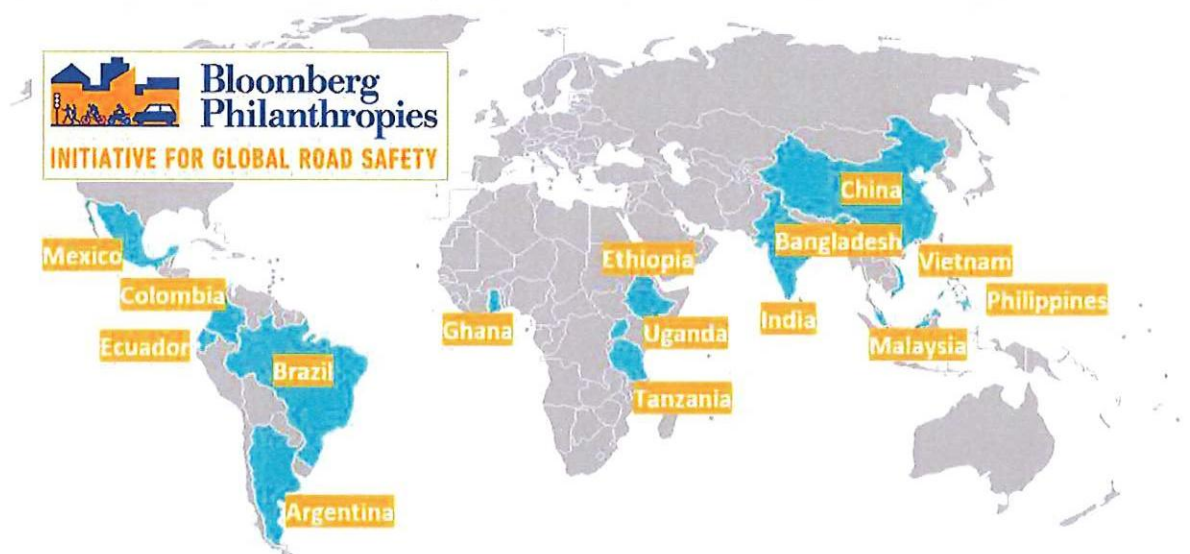 Bloomberg
Philanthropies
INITIATIVE FOR GLOBAL ROAD SAFETY
China
Mexico
Bangladesh
Ethiopia
Vietnam
Colombia
Philippines
India
Ghana
Uganda
Ecuador
Malaysia
Brazil
Tanzania
Argentina